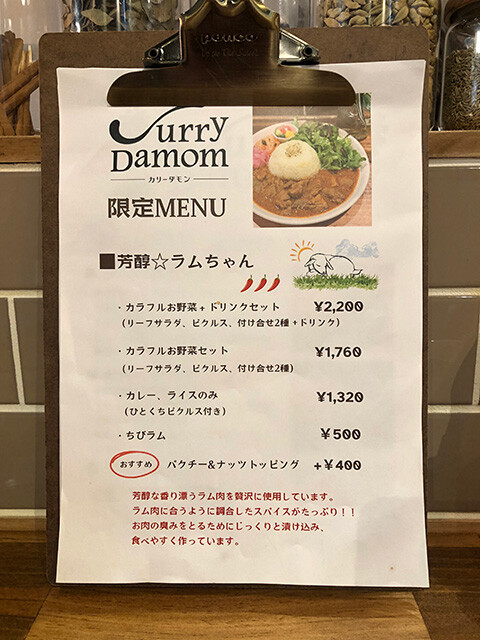 penco
Curry
Damom
カリーダモン
限定MENU
■芳醇☆ラムちゃん
・カラフルお野菜+ドリンクセット ¥2,200
(リーフサラダ、ピクルス、付け合せ2種+ドリンク)
・カラフルお野菜セット ¥1,760
(リーフサラダ、ピクルス、付け合せ2種)
・カレー、ライスのみ ¥1,320
(ひとくちピクルス付き)
・ちびラム ¥500
おすすめ パクチー&ナッツトッピング +¥400
芳醇な香り漂うラム肉を贅沢に使用しています。
ラム肉に合うように調合したスパイスがたっぷり！！
お肉の臭みをとるためにじっくりと漬け込み、
食べやすく作っています。